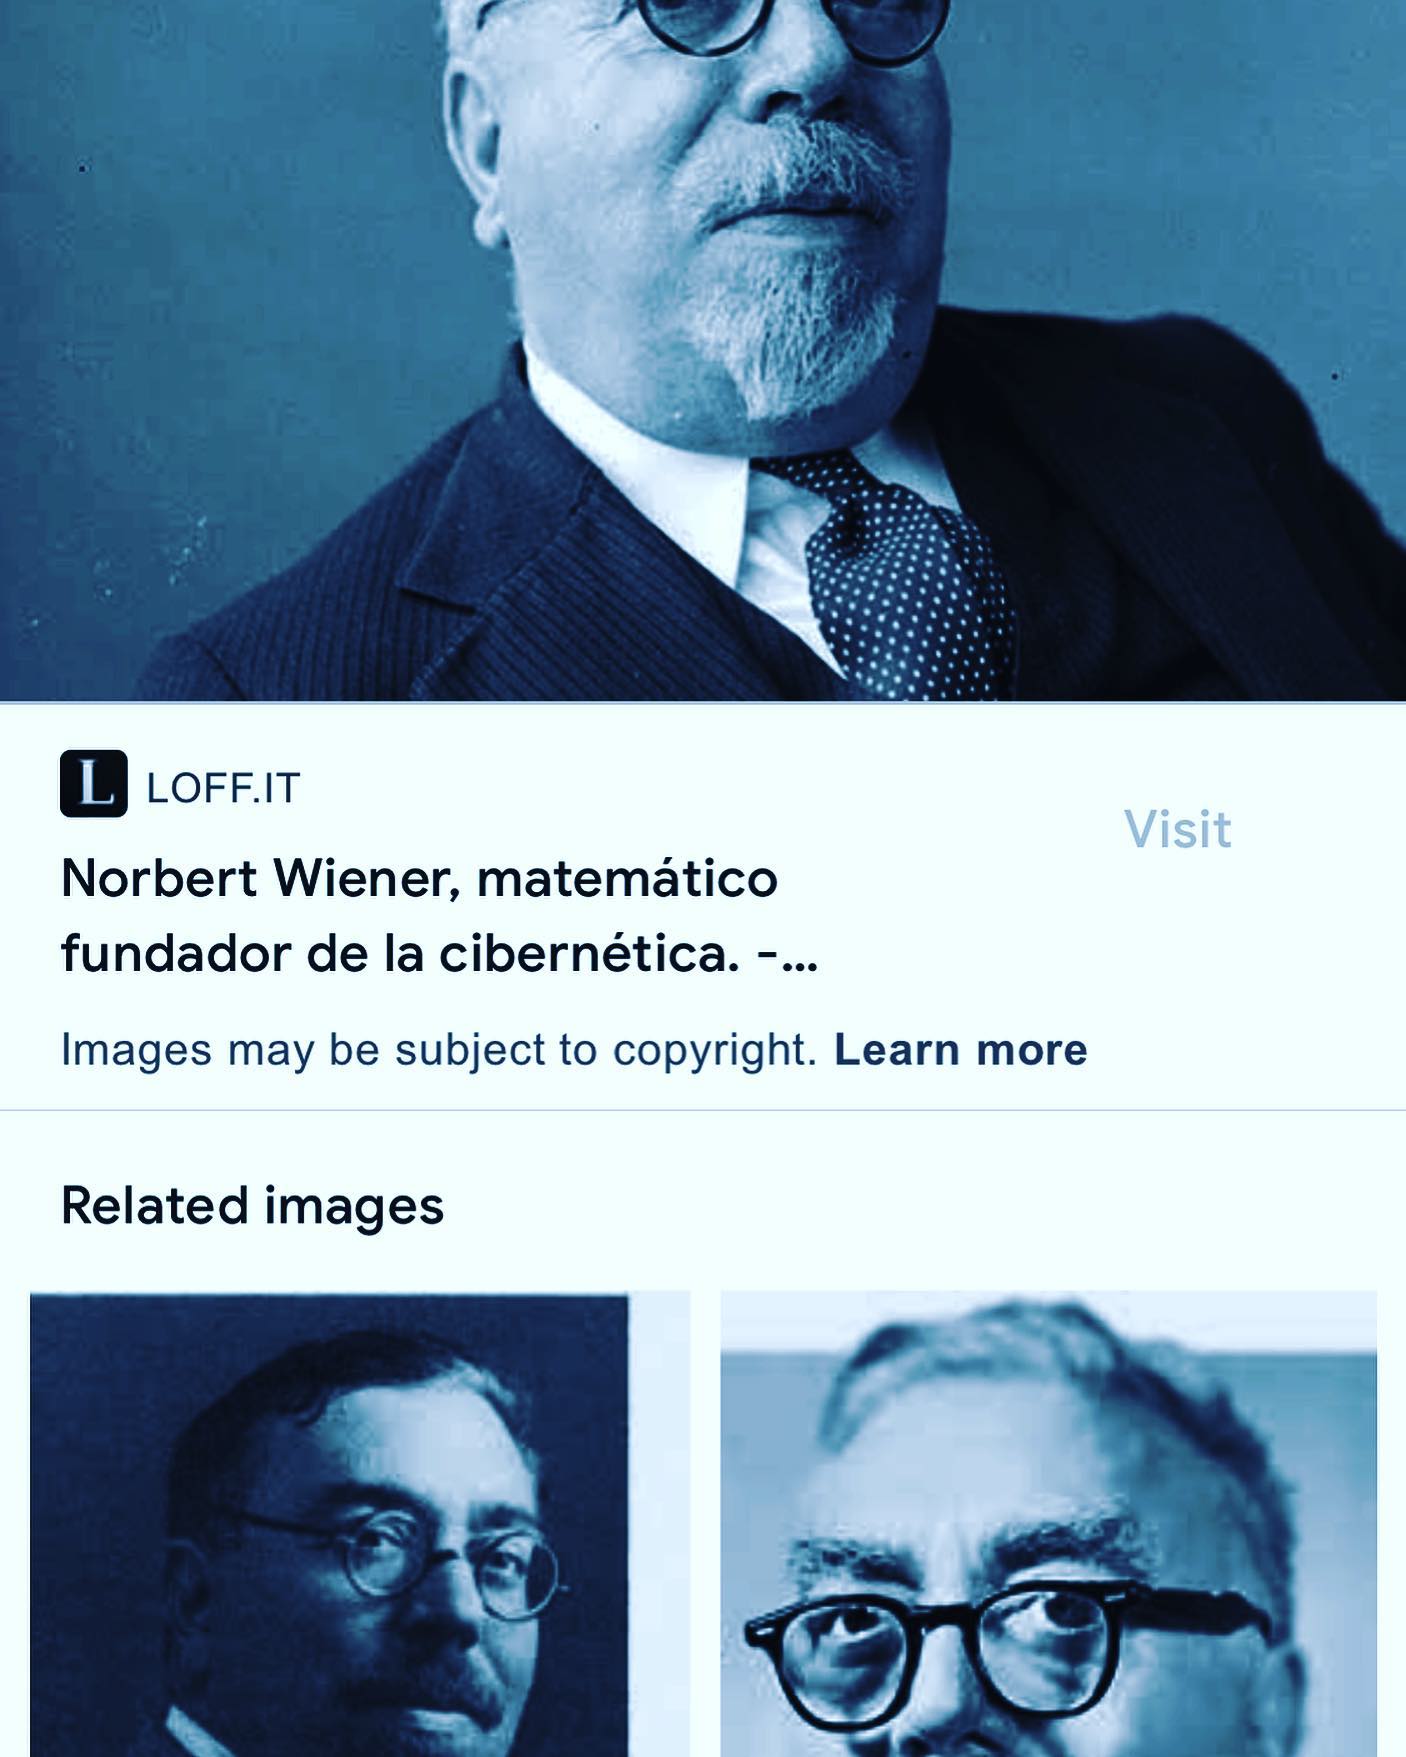 L LOFF.IT
Visit
Norbert Wiener, matemático
fundador de la cibernética. -...
Images may be subject to copyright. Learn more
Related images